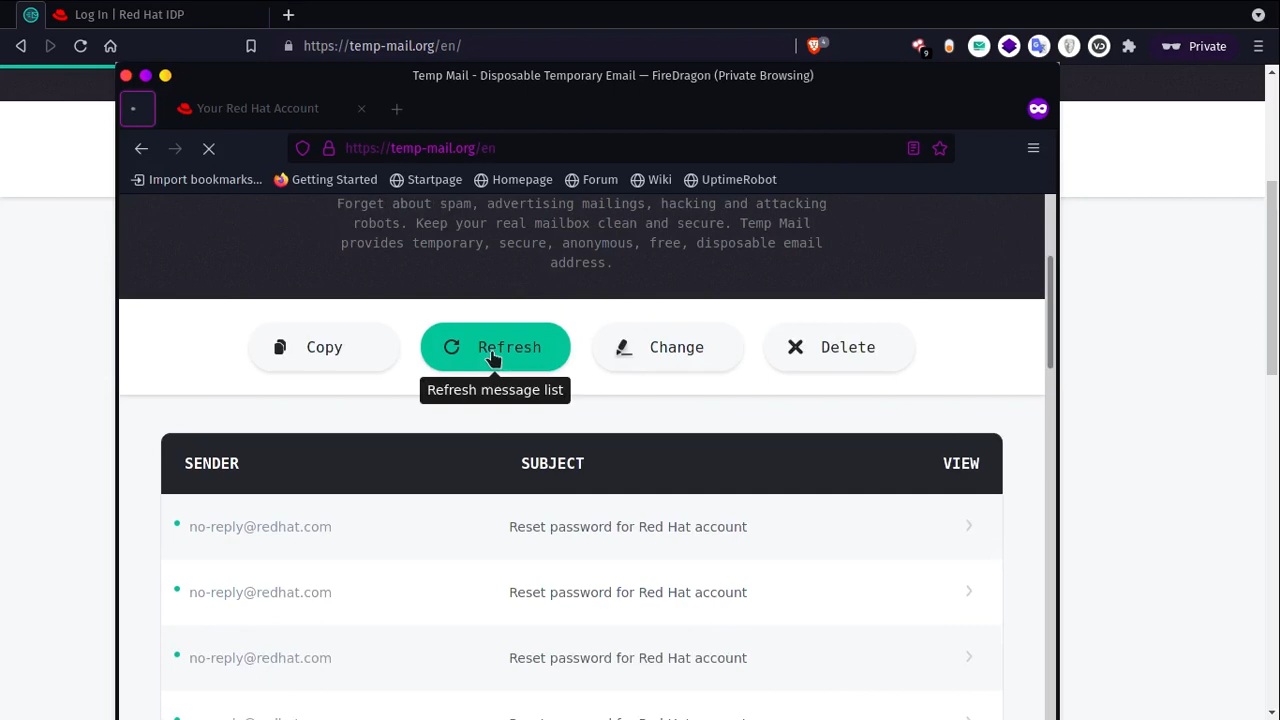 Log In | Red Hat IDP
https://temp-mail.org/en/
4
9
Private
Temp Mail - Disposable Temporary Email — FireDragon (Private Browsing)
Your Red Hat Account
https://temp-mail.org/en
Import bookmarks... Getting Started Startpage Homepage Forum Wiki UptimeRobot
Forget about spam, advertising mailings, hacking and attacking
robots. Keep your real mailbox clean and secure. Temp Mail
provides temporary, secure, anonymous, free, disposable email
address.
Copy Refresh Change Delete
Refresh message list
SENDER SUBJECT VIEW
no-reply@redhat.com Reset password for Red Hat account
no-reply@redhat.com Reset password for Red Hat account
no-reply@redhat.com Reset password for Red Hat account